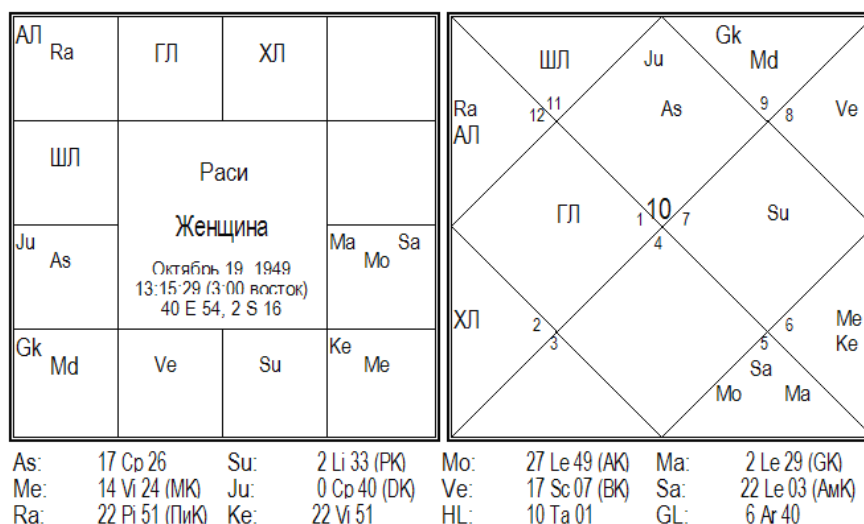 АЛ
Ra
ГЛ
ХЛ
ШЛ
Раси
Женщина
Октябрь 19, 1949
13:15:29 (3:00 восток)
40 E 54, 2 S 16
Ju
As
Ma
Sa
Mo
Gk
Md
Ve
Su
Ke
Me
Gk
ШЛ
Ju
Md
Ra
АЛ
12
11
As
9
8
Ve
ГЛ
1
10
7
4
Su
ХЛ
2
3
5
6
Me
Ke
Sa
Mo
Ma
As: 17 Cp 26 Su: 2 Li 33 (PK) Mo: 27 Le 49 (AK) Ma: 2 Le 29 (GK)
Me: 14 Vi 24 (MK) Ju: 0 Cp 40 (DK) Ve: 17 Sc 07 (BK) Sa: 22 Le 03 (АмК)
Ra: 22 Pi 51 (ПиК) Ke: 22 Vi 51 HL: 10 Ta 01 GL: 6 Ar 40